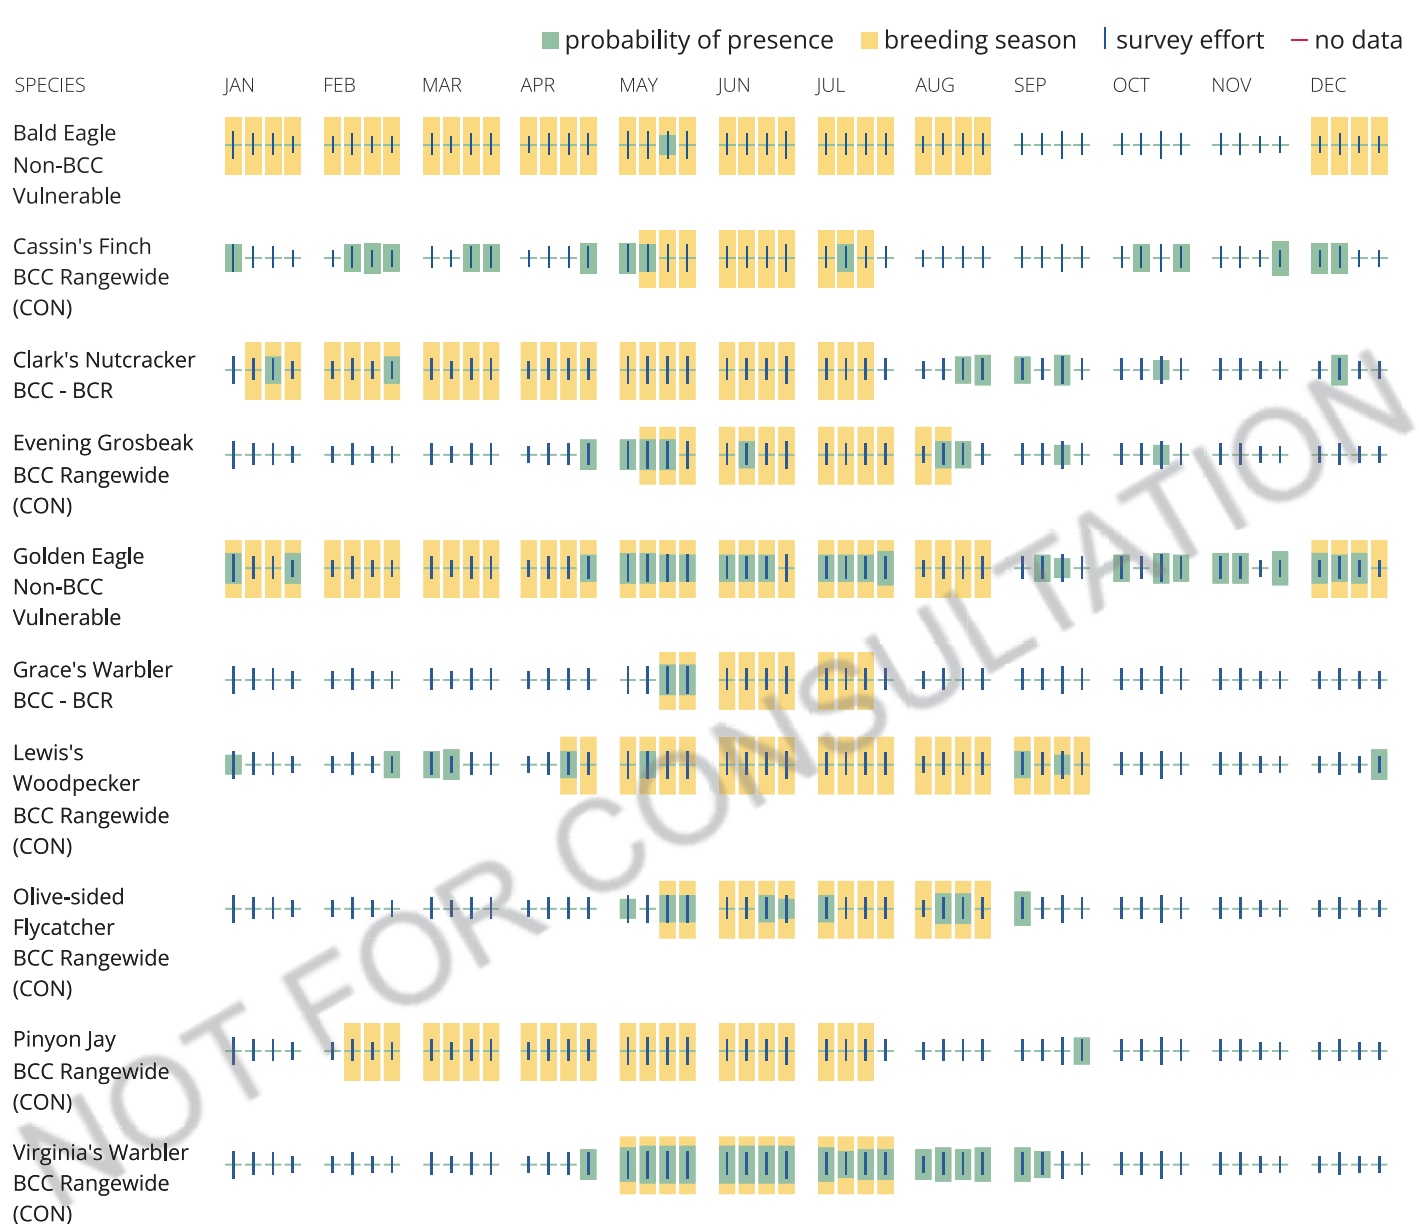 probability of presence breeding season survey effort no data
SPECIES JAN FEB MAR APR MAY JUN JUL AUG SEP OCT NOV DEC
Bald Eagle
Non-BCC
Vulnerable
Cassin's Finch
BCC Rangewide
(CON)
Clark's Nutcracker
BCC - BCR
Evening Grosbeak
BCC Rangewide
(CON)
Golden Eagle
Non-BCC
Vulnerable
Grace's Warbler
BCC - BCR
Lewis's
Woodpecker
BCC Rangewide
(CON)
Olive-sided
Flycatcher
BCC Rangewide
(CON)
Pinyon Jay
BCC Rangewide
(CON)
Virginia's Warbler
BCC Rangewide
(CON)
NOT FOR CONSULTATION